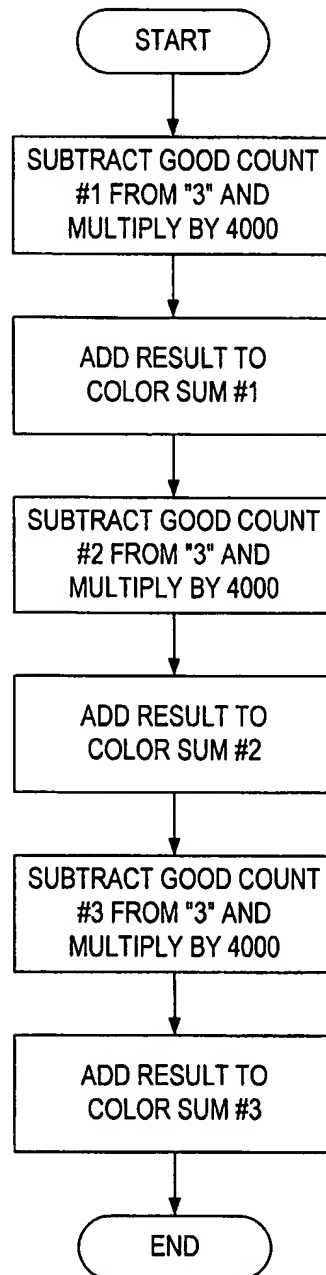 START
SUBTRACT GOOD COUNT
#1 FROM "3" AND
MULTIPLY BY 4000
ADD RESULT TO
COLOR SUM #1
SUBTRACT GOOD COUNT
#2 FROM "3" AND
MULTIPLY BY 4000
ADD RESULT TO
COLOR SUM #2
SUBTRACT GOOD COUNT
#3 FROM "3" AND
MULTIPLY BY 4000
ADD RESULT TO
COLOR SUM #3
END